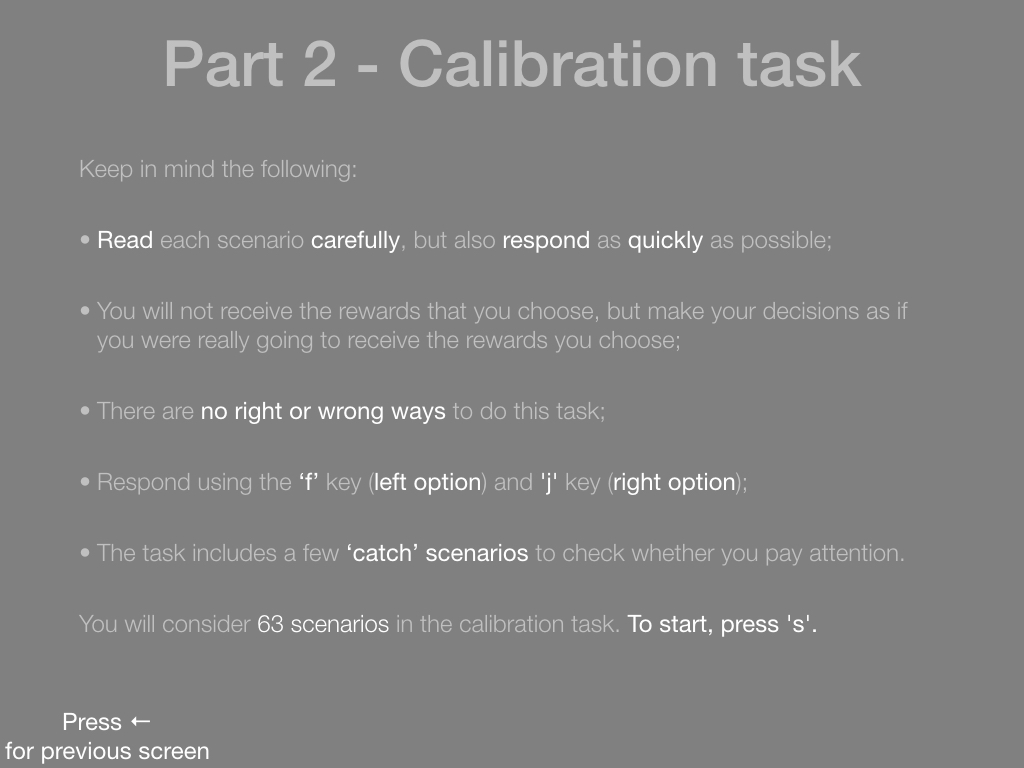 Part 2 - Calibration task
Keep in mind the following:
• Read each scenario carefully, but also respond as quickly as possible;
• You will not receive the rewards that you choose, but make your decisions as if
you were really going to receive the rewards you choose;
• There are no right or wrong ways to do this task;
• Respond using the ‘f’ key (left option) and 'j' key (right option);
• The task includes a few ‘catch’ scenarios to check whether you pay attention.
You will consider 63 scenarios in the calibration task. To start, press 's'.
Press ←
for previous screen